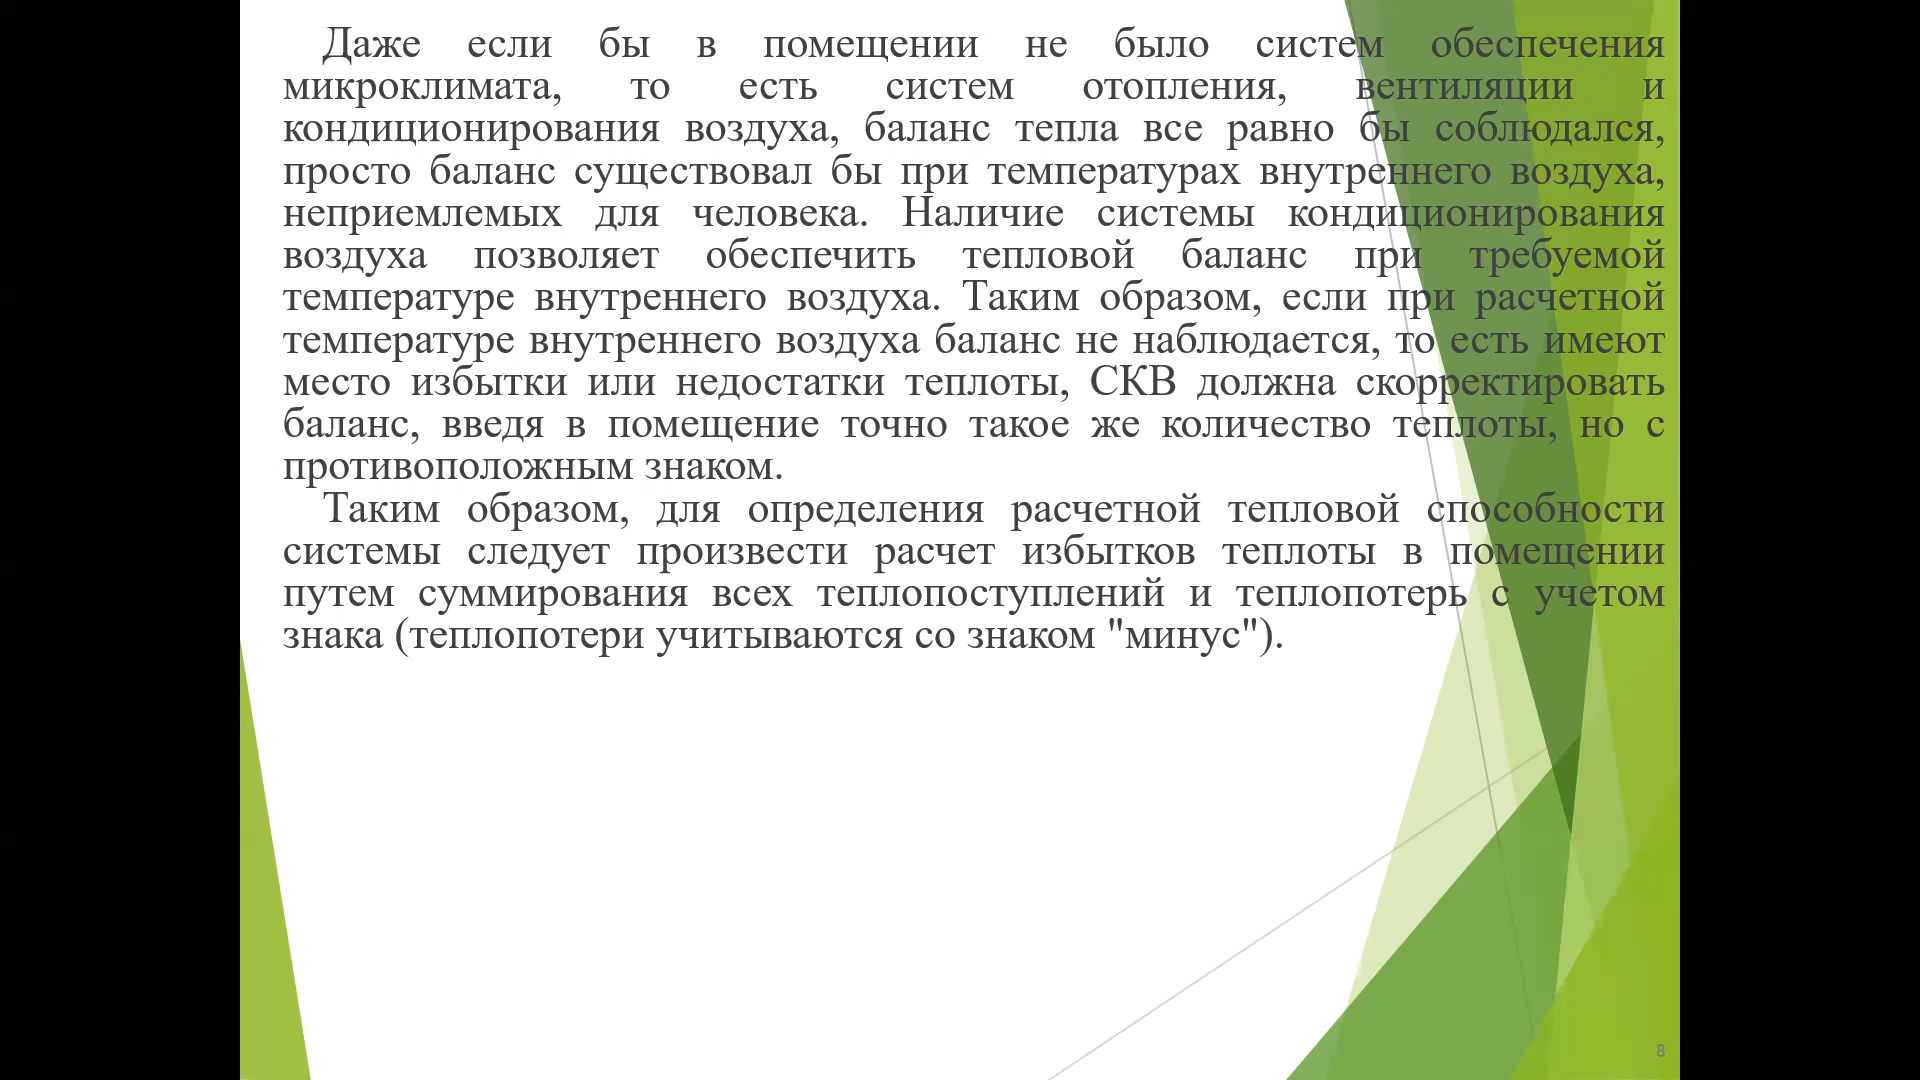 Даже если бы в помещении не было систем обеспечения
микроклимата, то есть систем отопления, вентиляции и
кондиционирования воздуха, баланс тепла все равно бы соблюдался,
просто баланс существовал бы при температурах внутреннего воздуха,
неприемлемых для человека. Наличие системы кондиционирования
воздуха позволяет обеспечить тепловой баланс при требуемой
температуре внутреннего воздуха. Таким образом, если при расчетной
температуре внутреннего воздуха баланс не наблюдается, то есть имеют
место избытки или недостатки теплоты, СКВ должна скорректировать
баланс, введя в помещение точно такое же количество теплоты, но с
противоположным знаком.
Таким образом, для определения расчетной тепловой способности
системы следует произвести расчет избытков теплоты в помещении
путем суммирования всех теплопоступлений и теплопотерь с учетом
знака (теплопотери учитываются со знаком "минус").
8